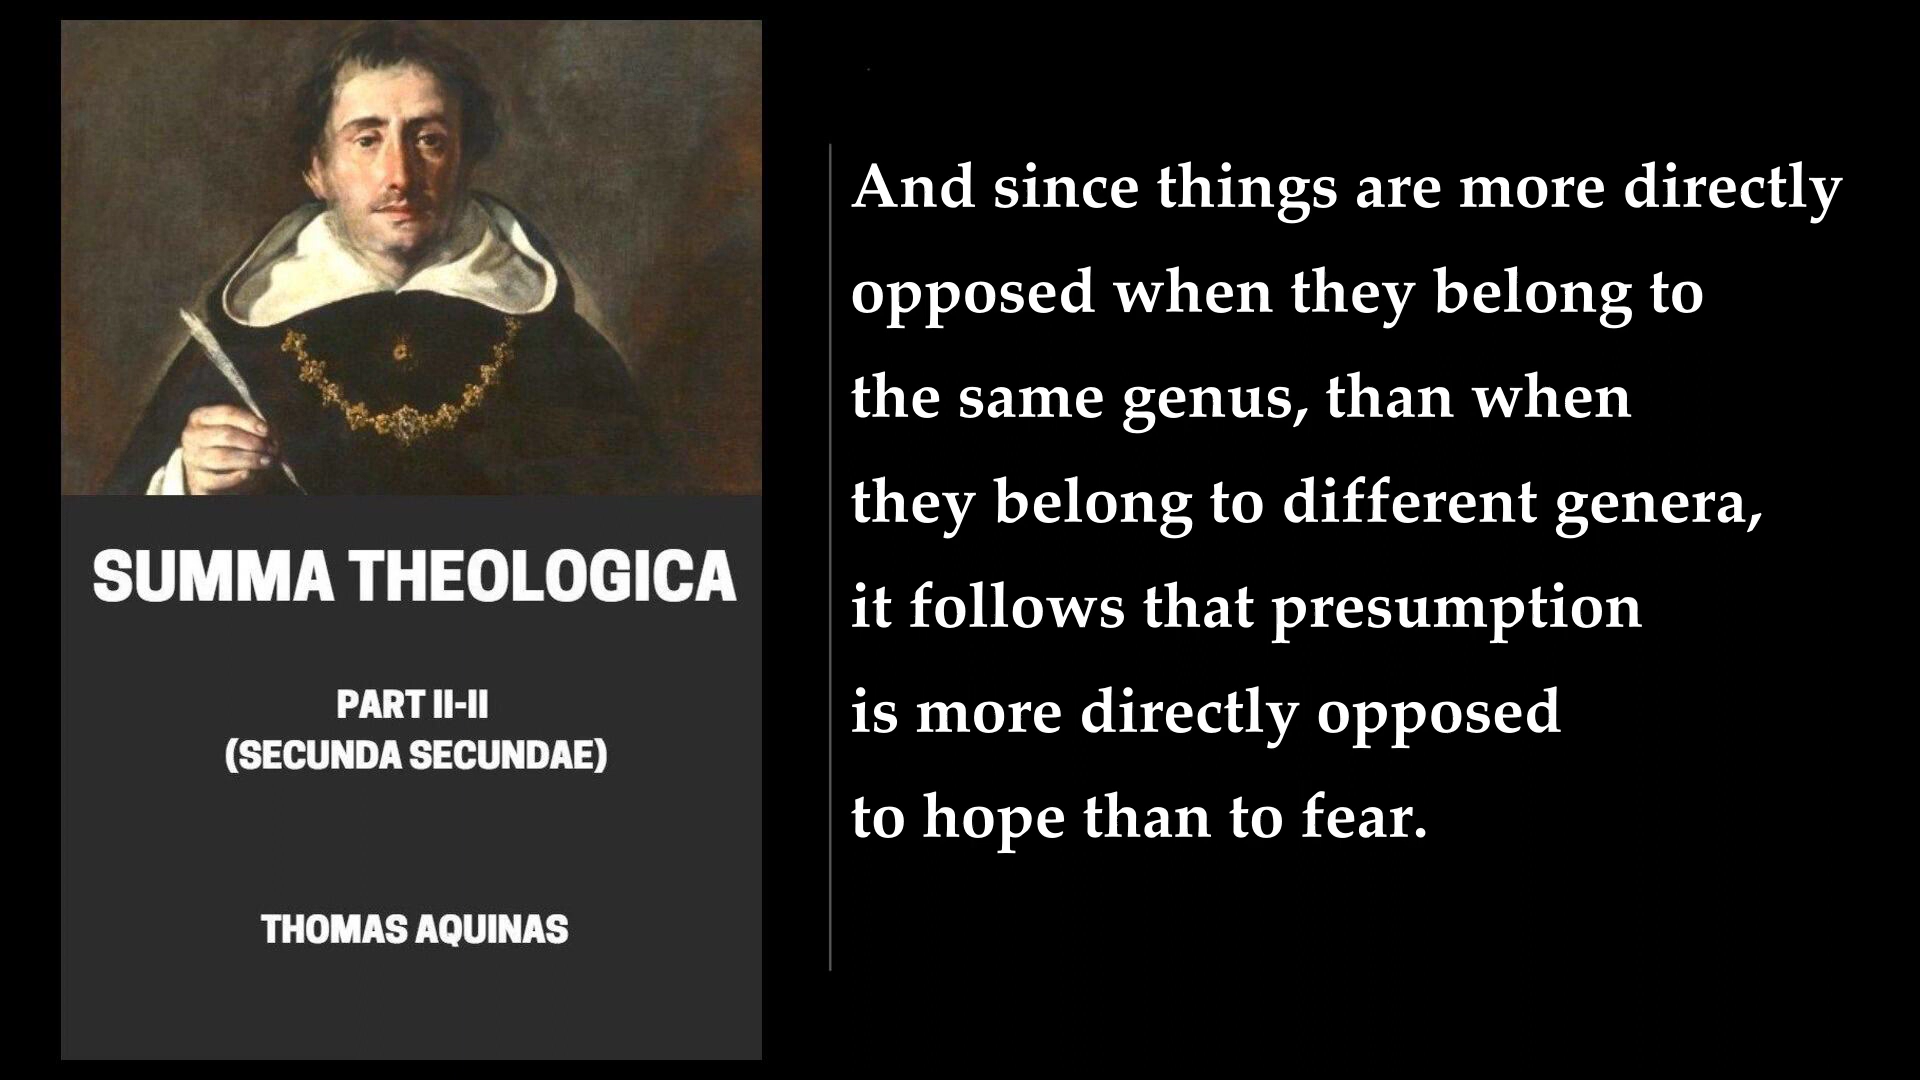 SUMMA THEOLOGICA
PART II-II
(SECUNDA SECUNDAE)
THOMAS AQUINAS
And since things are more directly
opposed when they belong to
the same genus, than when
they belong to different genera,
it follows that presumption
is more directly opposed
to hope than to fear.